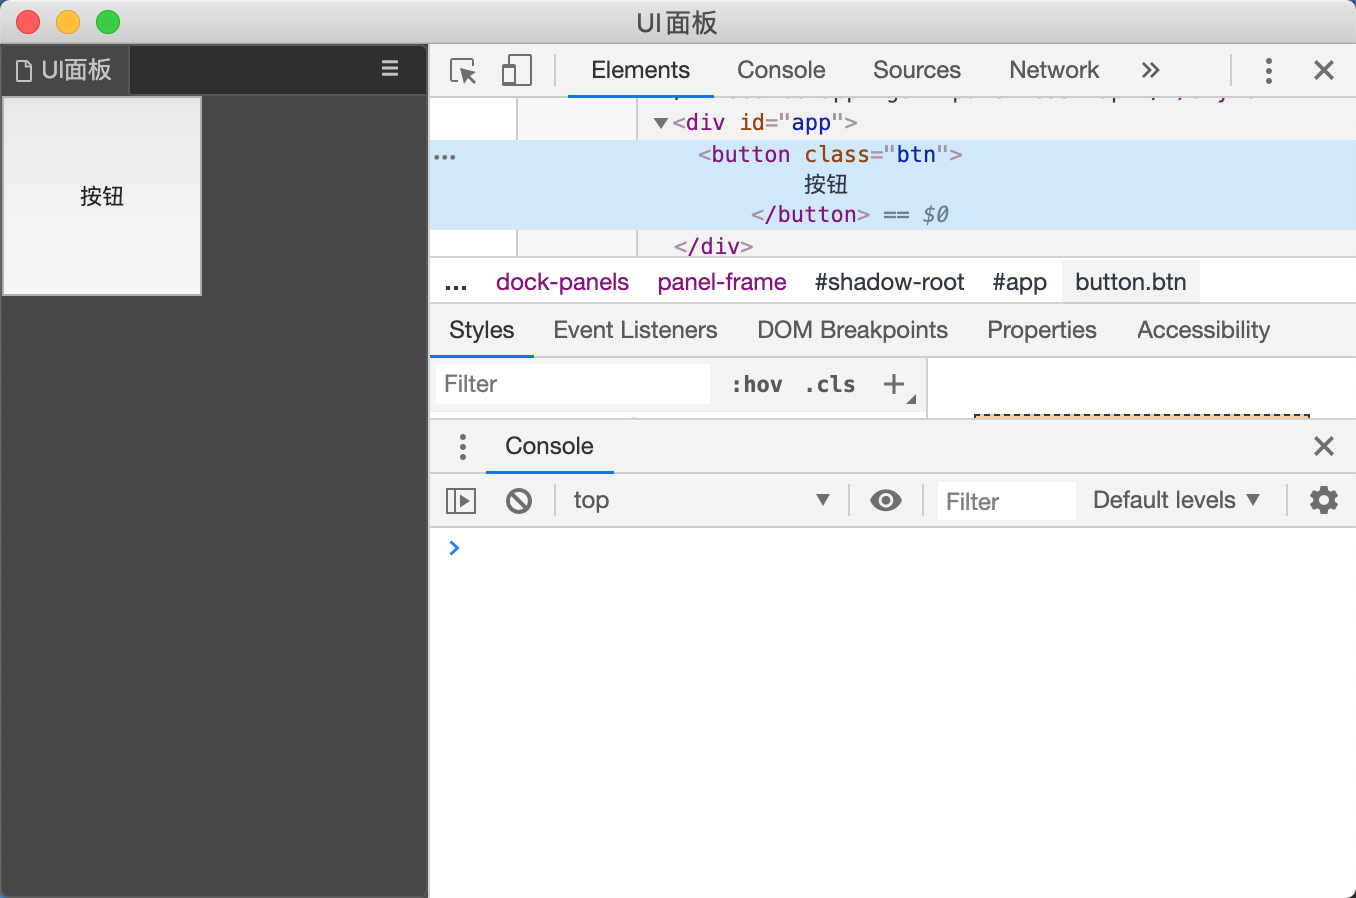 UI面板
UI面板
按钮
Elements Console Sources Network
<div id="app">
<button class="btn">
按钮
</button> == $0
</div>
... dock-panels panel-frame #shadow-root #app button.btn
Styles Event Listeners DOM Breakpoints Properties Accessibility
Filter :hov .cls +
Console
top Filter Default levels